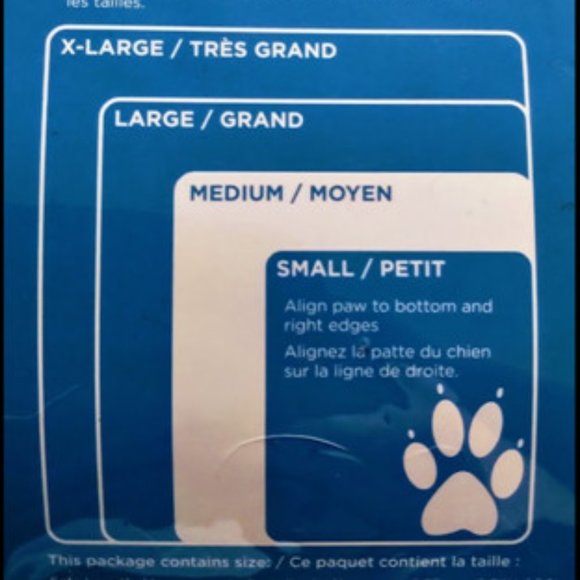 les tailles.
X-LARGE / TRÈS GRAND
LARGE / GRAND
MEDIUM / MOYEN
SMALL / PETIT
Align paw to bottom and
right edges
Alignez la patte du chien
sur la ligne de droite.
This package contains size: / Ce paquet contient la taille :